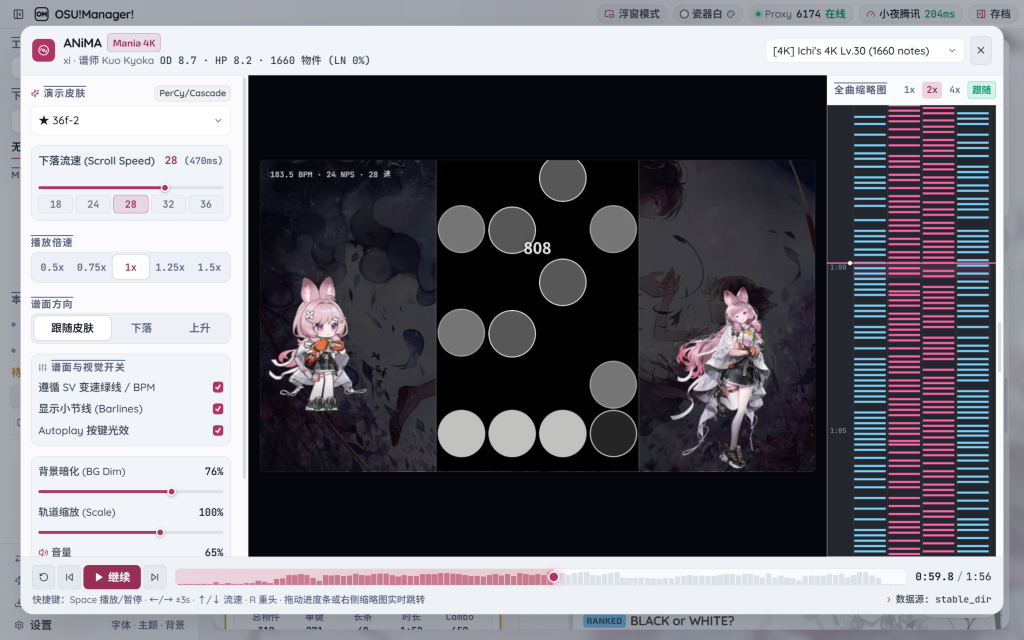 OSU!Manager!
浮窗模式
瓷器白
Proxy 6174 在线
小夜腾讯 204ms
存档
ANiMA
Mania 4K
xi · 谱师 Kuo Kyoka OD 8.7 · HP 8.2 · 1660 物件 (LN 0%)
[4K] Ichi's 4K Lv.30 (1660 notes)
演示皮肤
PerCy/Cascade
★ 36f-2
下落流速 (Scroll Speed) 28 (470ms)
18 24 28 32 36
播放倍速
0.5x 0.75x 1x 1.25x 1.5x
谱面方向
跟随皮肤 下落 上升
谱面与视觉开关
遵循 SV 变速绿线 / BPM
显示小节线 (Barlines)
Autoplay 按键光效
背景暗化 (BG Dim) 76%
轨道缩放 (Scale) 100%
音量 65%
183.5 BPM · 24 NPS · 28 速
808
全曲缩略图 1x 2x 4x 跟随
1:00
1:05
继续
0:59.8 / 1:56
快捷键: Space 播放/暂停 · ←/→ ±3s · ↑/↓ 流速 · R 重头 · 拖动进度条或右侧缩略图实时跳转
数据源: stable_dir
设置
字体 · 主题 · 背景
RANKED BLACK or WHITE?